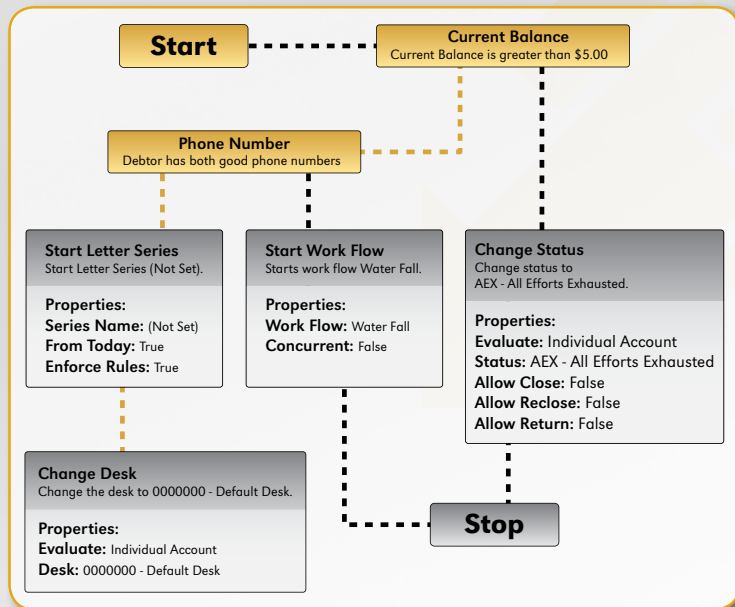 Start
Current Balance
Current Balance is greater than $5.00
Phone Number
Debtor has both good phone numbers
Start Letter Series
Start Letter Series (Not Set).
Properties:
Series Name: (Not Set)
From Today: True
Enforce Rules: True
Start Work Flow
Starts work flow Water Fall.
Properties:
Work Flow: Water Fall
Concurrent: False
Change Status
Change status to
AEX - All Efforts Exhausted.
Properties:
Evaluate: Individual Account
Status: AEX - All Efforts Exhausted
Allow Close: False
Allow Reclose: False
Allow Return: False
Change Desk
Change the desk to 0000000 - Default Desk.
Properties:
Evaluate: Individual Account
Desk: 0000000 - Default Desk
Stop